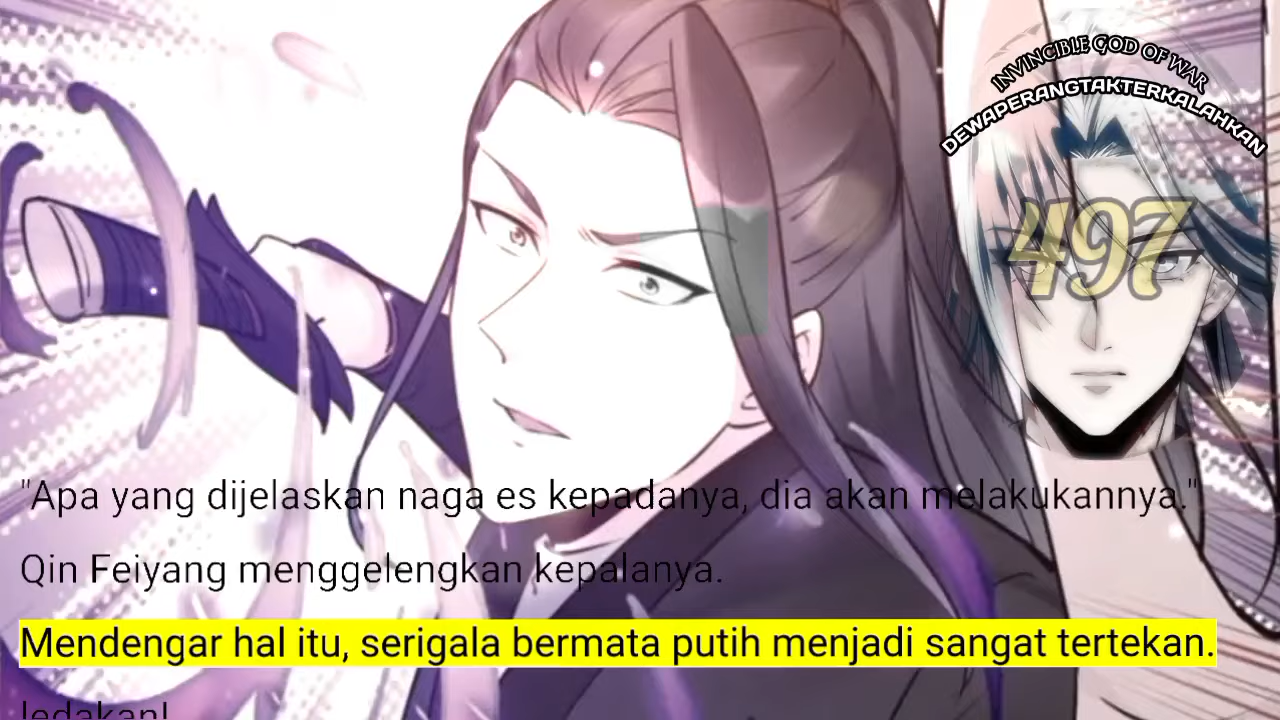 INVINCIBLE GOD OF WAR
DEWAPERANGTAKTERKALAHKAN
497
"Apa yang dijelaskan naga es kepadanya, dia akan melakukannya."
Qin Feiyang menggelengkan kepalanya.
Mendengar hal itu, serigala bermata putih menjadi sangat tertekan.
ledakan!